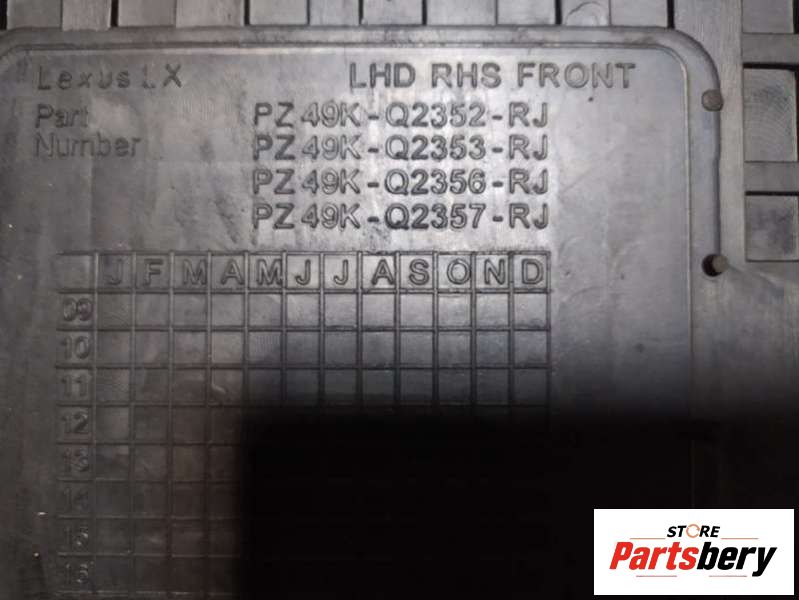 Lexus LX LHD RHS FRONT
Part PZ49K-Q2352-RJ
Number PZ49K-Q2353-RJ
PZ49K-Q2356-RJ
PZ49K-Q2357-RJ
J F M A M J J A S O N D
09
10
11
12
13
14
15
16
STORE
Partsbery